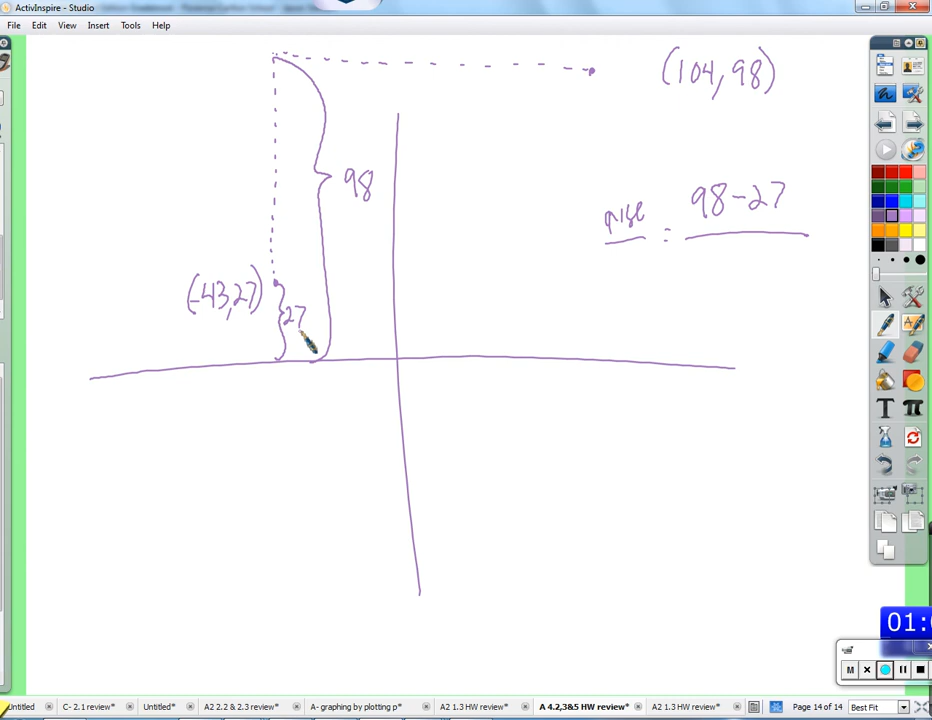 ActivInspire - Studio
File Edit View Insert Tools Help
(104, 98)
98
98-27
rise
=
(-43,27)
27
01:
M
Untitled C- 2.1 review* Untitled* A2 2.2 & 2.3 review* A- graphing by plotting p* A2 1.3 HW review* A 4.2,3&5 HW review* A2 1.3 HW review* Page 14 of 14 Best Fit